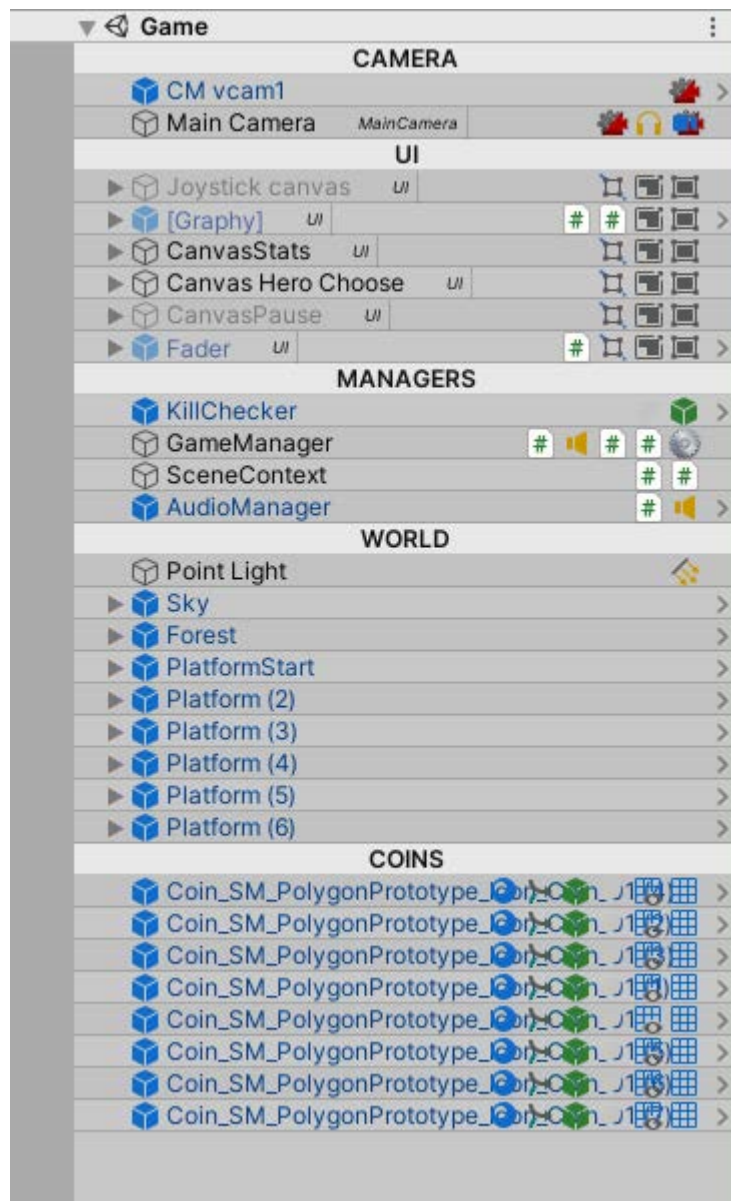 Game
CAMERA
CM vcam1
Main Camera MainCamera
UI
Joystick canvas UI
[Graphy] UI # #
CanvasStats UI
Canvas Hero Choose UI
CanvasPause UI
Fader UI #
MANAGERS
KillChecker
GameManager # # #
SceneContext # #
AudioManager #
WORLD
Point Light
Sky
Forest
PlatformStart
Platform (2)
Platform (3)
Platform (4)
Platform (5)
Platform (6)
COINS
Coin_SM_PolygonPrototype_
Coin_SM_PolygonPrototype_
Coin_SM_PolygonPrototype_
Coin_SM_PolygonPrototype_
Coin_SM_PolygonPrototype_
Coin_SM_PolygonPrototype_
Coin_SM_PolygonPrototype_
Coin_SM_PolygonPrototype_